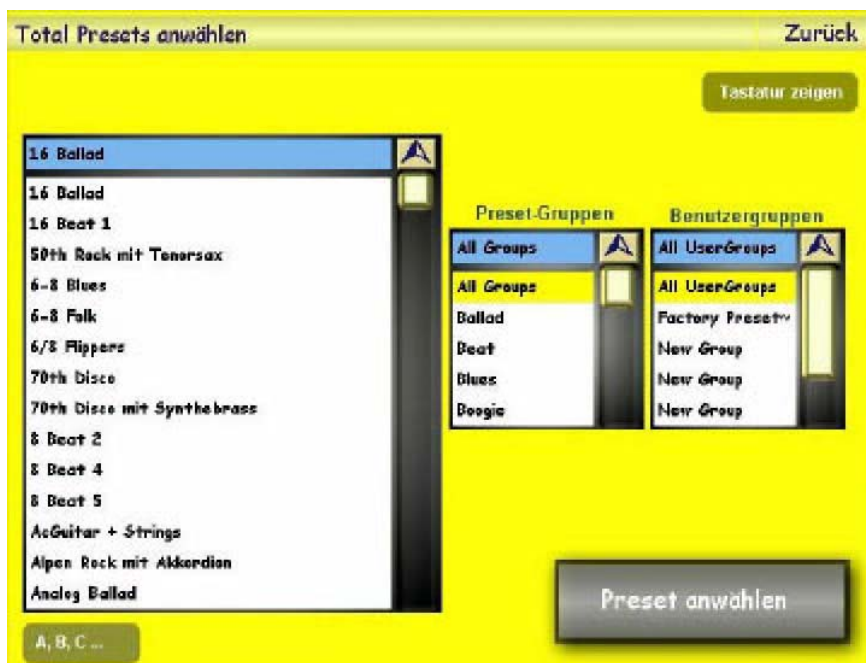 Total Presets anwählen
Zurück
Tastatur zeigen
16 Ballad
16 Ballad
16 Beat 1
50th Rock mit Tenorsax
6-8 Blues
6-8 Folk
6/8 Flippers
70th Disco
70th Disco mit Synthebrass
8 Beat 2
8 Beat 4
8 Beat 5
AcGuitar + Strings
Alpen Rock mit Akkordion
Analog Ballad
A, B, C ...
Preset-Gruppen
All Groups
All Groups
Ballad
Beat
Blues
Boogie
Benutzergruppen
All UserGroups
All UserGroups
Factory Preset~
New Group
New Group
New Group
Preset anwählen